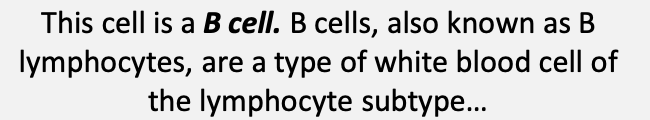 This cell is a B cell. B cells, also known as B
lymphocytes, are a type of white blood cell of
the lymphocyte subtype...